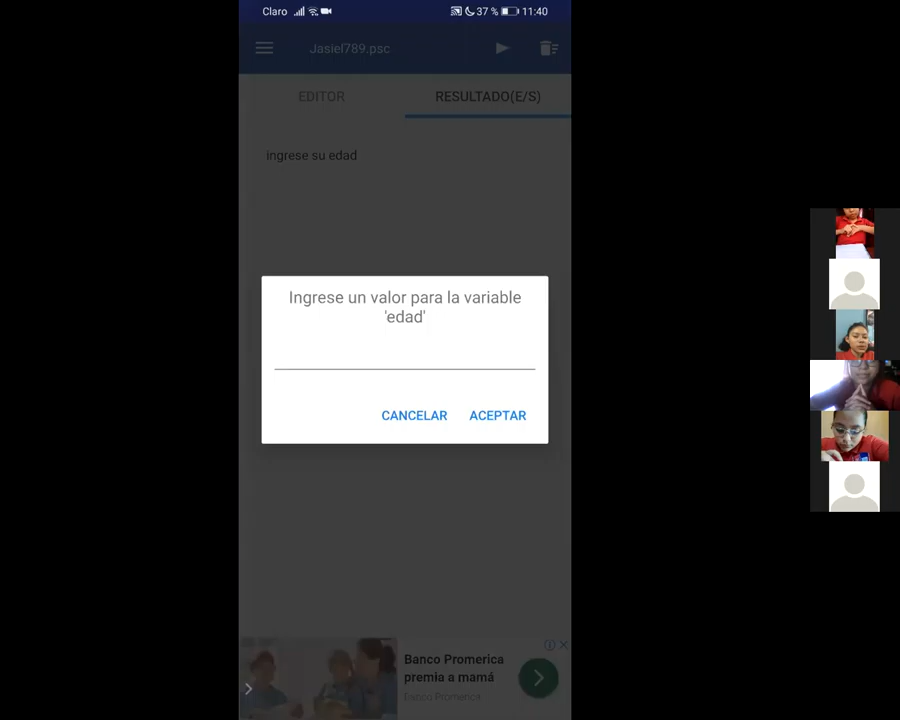 Claro 37 % 11:40
Jasiel789.psc
EDITOR RESULTADO(E/S)
ingrese su edad
Ingrese un valor para la variable
'edad'
CANCELAR ACEPTAR
Banco Promerica
premia a mamá
Banco Promerica